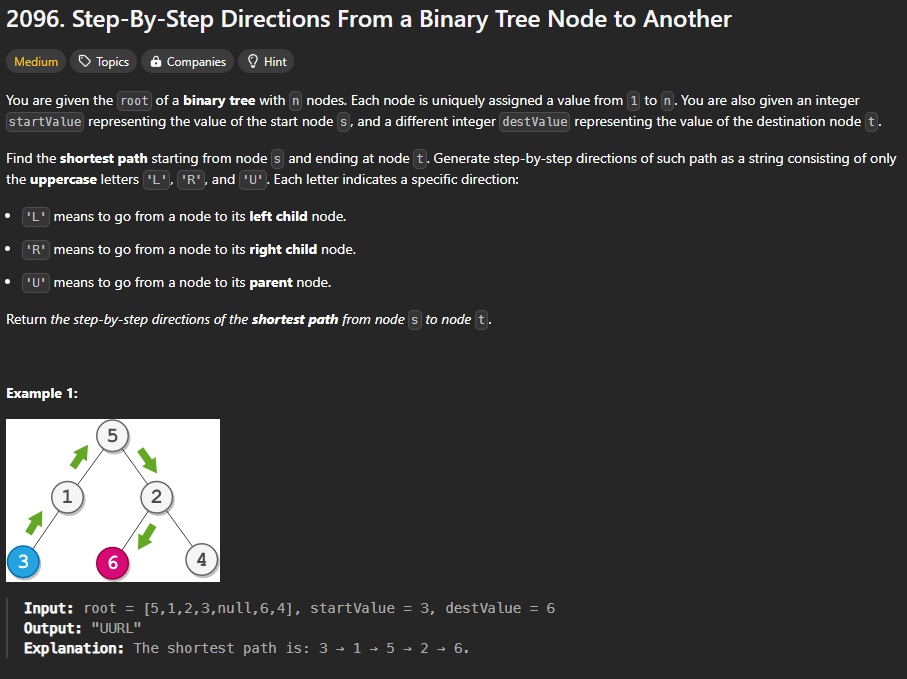 2096. Step-By-Step Directions From a Binary Tree Node to Another
Medium Topics Companies Hint
You are given the root of a binary tree with n nodes. Each node is uniquely assigned a value from 1 to n. You are also given an integer
startValue representing the value of the start node s, and a different integer destValue representing the value of the destination node t.
Find the shortest path starting from node s and ending at node t. Generate step-by-step directions of such path as a string consisting of only
the uppercase letters 'L', 'R', and 'U'. Each letter indicates a specific direction:
• 'L' means to go from a node to its left child node.
• 'R' means to go from a node to its right child node.
• 'U' means to go from a node to its parent node.
Return the step-by-step directions of the shortest path from node s to node t.
Example 1:
5
1 2
3 6 4
Input: root = [5,1,2,3,null,6,4], startValue = 3, destValue = 6
Output: "UURL"
Explanation: The shortest path is: 3 → 1 → 5 → 2 → 6.